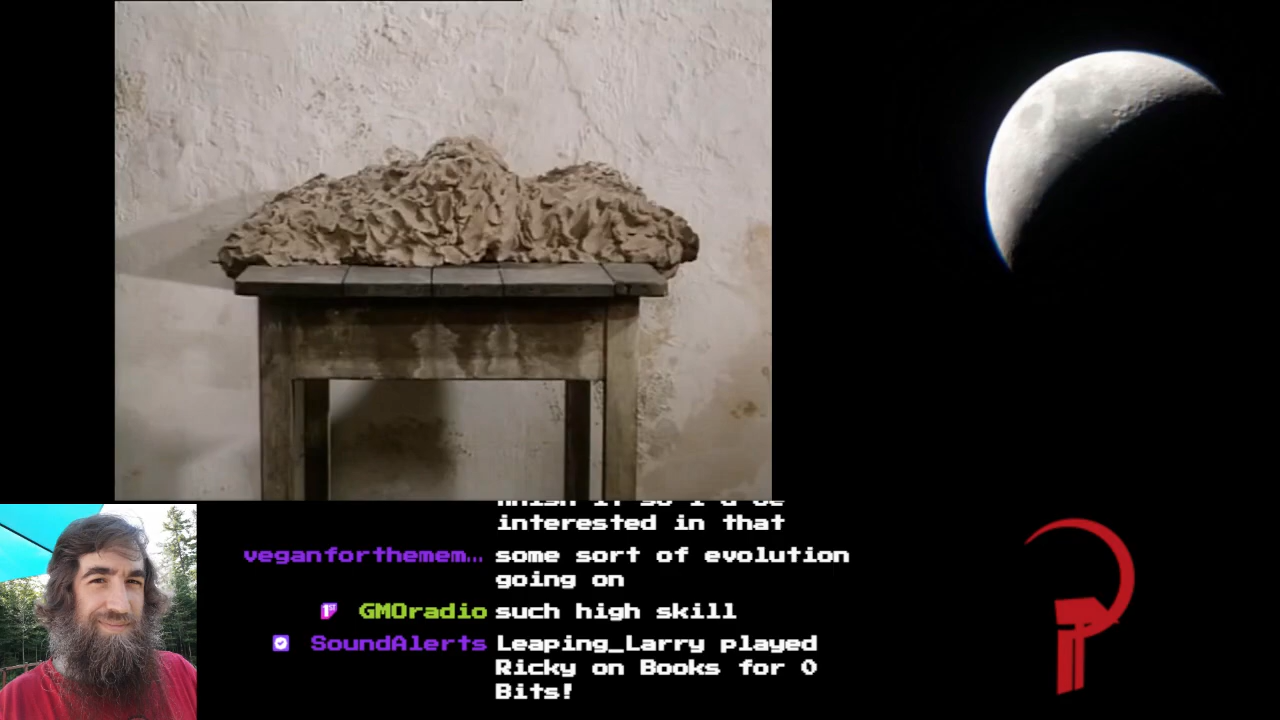 interested in that
veganforthemem... some sort of evolution
going on
GMOradio such high skill
SoundAlerts Leaping_Larry played
Ricky on Books for 0
Bits!